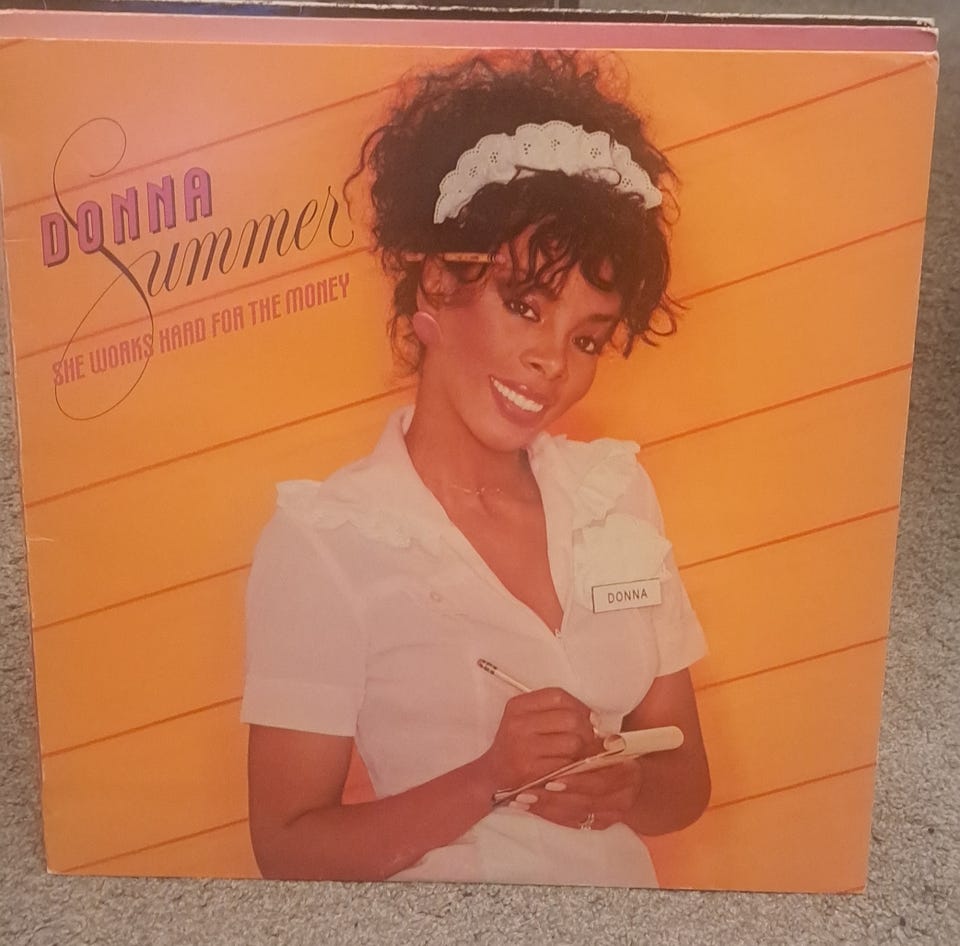 DONNA
Summer
SHE WORKS HARD FOR THE MONEY
DONNA